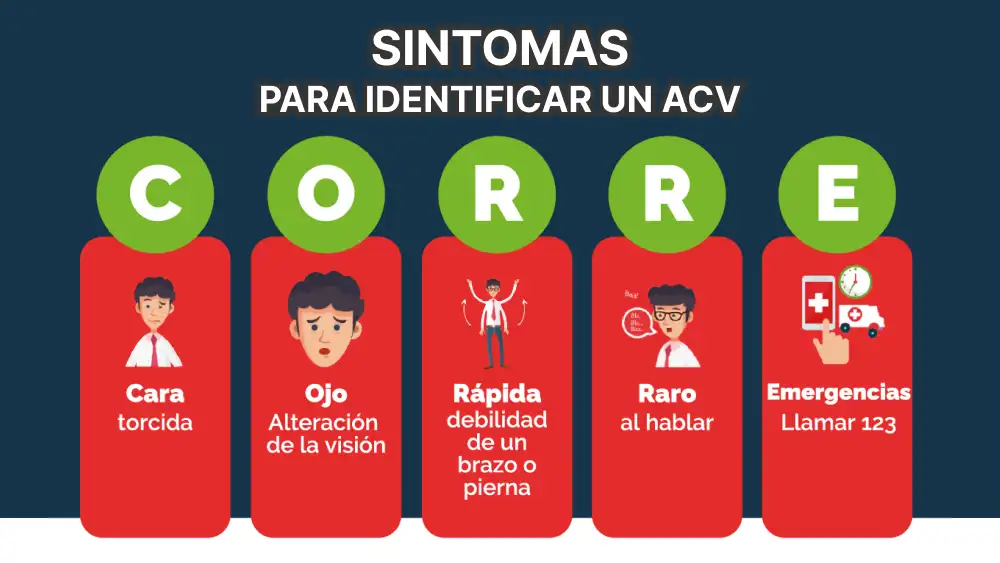 SINTOMAS
PARA IDENTIFICAR UN ACV
C O R R E
Cara
torcida
Ojo
Alteración
de la visión
Rápida
debilidad
de un
brazo o
pierna
Raro
al hablar
Emergencias
Llamar 123